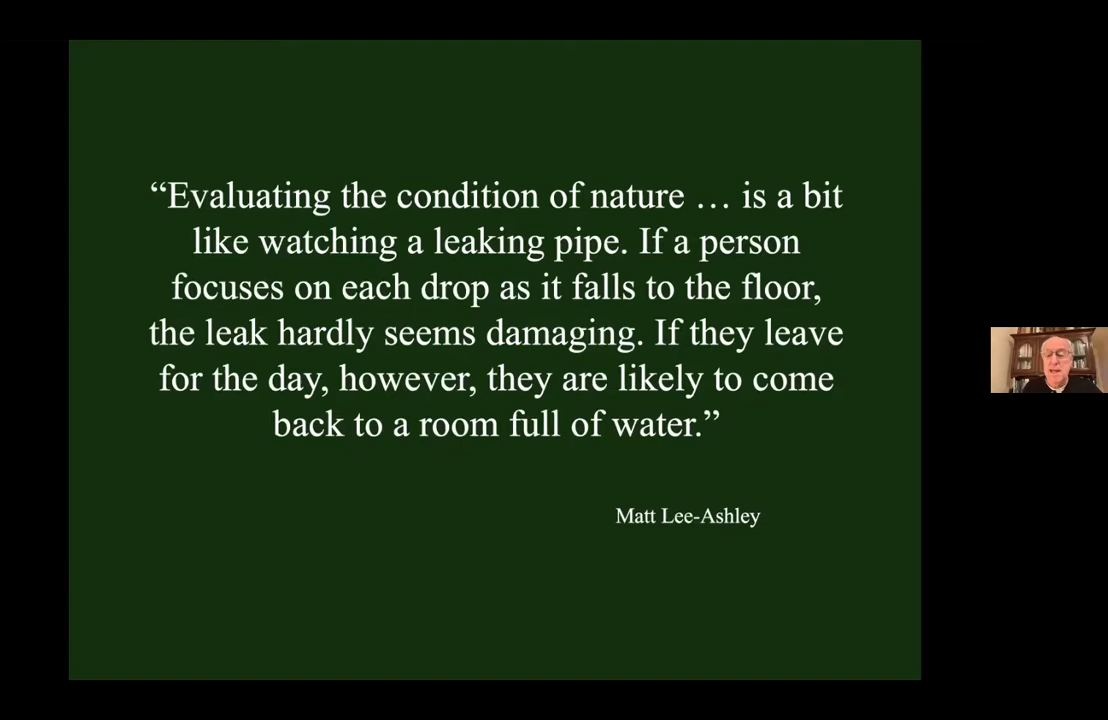 “Evaluating the condition of nature … is a bit
like watching a leaking pipe. If a person
focuses on each drop as it falls to the floor,
the leak hardly seems damaging. If they leave
for the day, however, they are likely to come
back to a room full of water.”
Matt Lee-Ashley